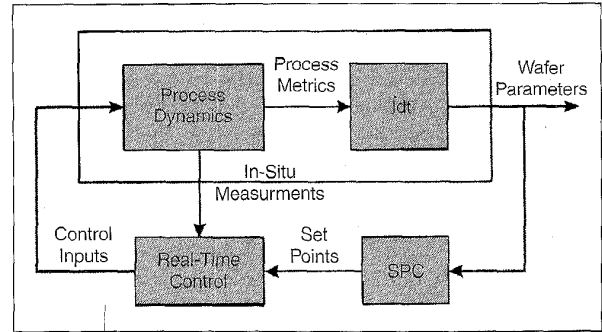 Process
Metrics
Wafer
Parameters
Process
Dynamics
∫dt
In-Situ
Measurments
Control
Inputs
Real-Time
Control
Set
Points
SPC